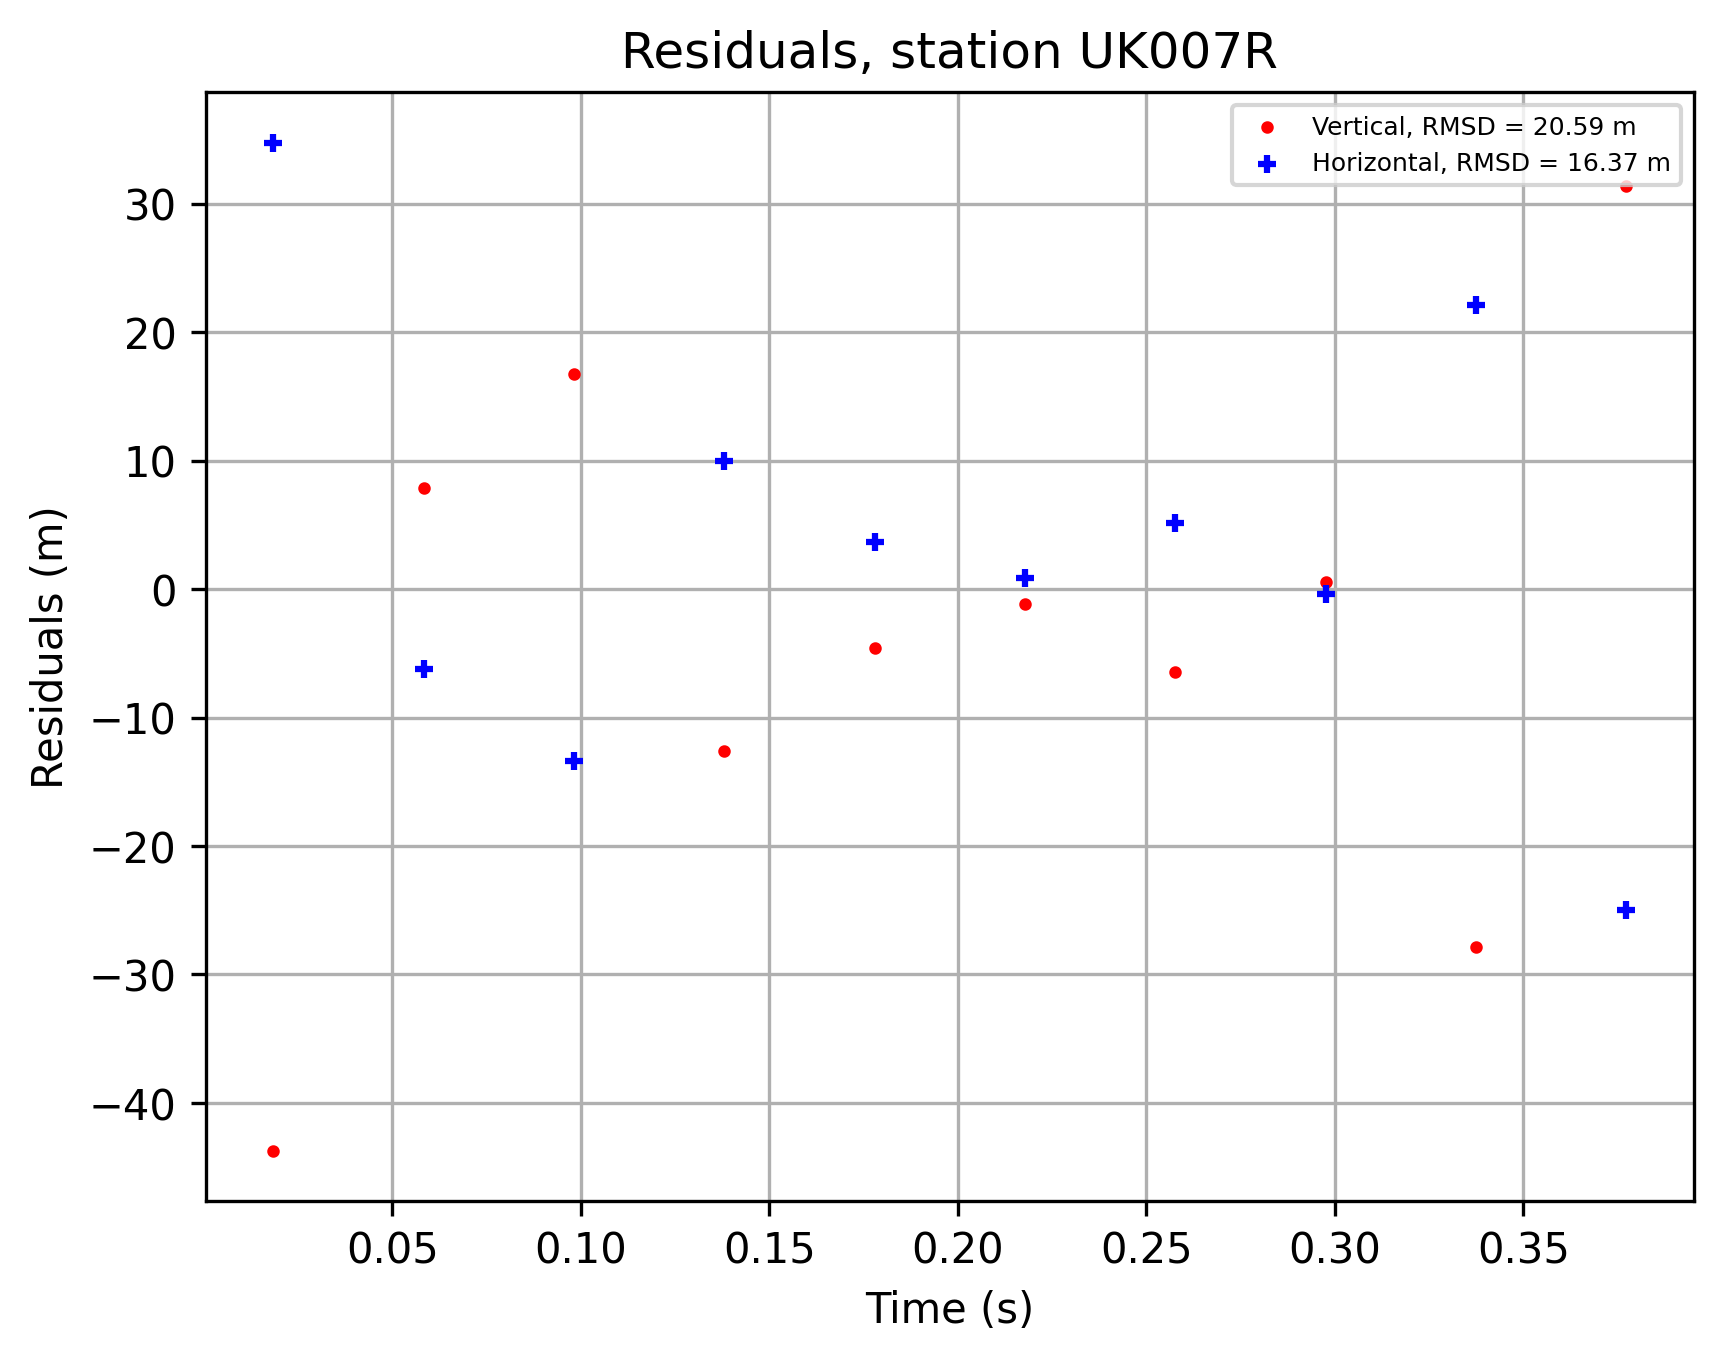 Residuals, station UK007R
Vertical, RMSD = 20.59 m
Horizontal, RMSD = 16.37 m
Residuals (m)
30
20
10
0
−10
−20
−30
−40
0.05 0.10 0.15 0.20 0.25 0.30 0.35
Time (s)